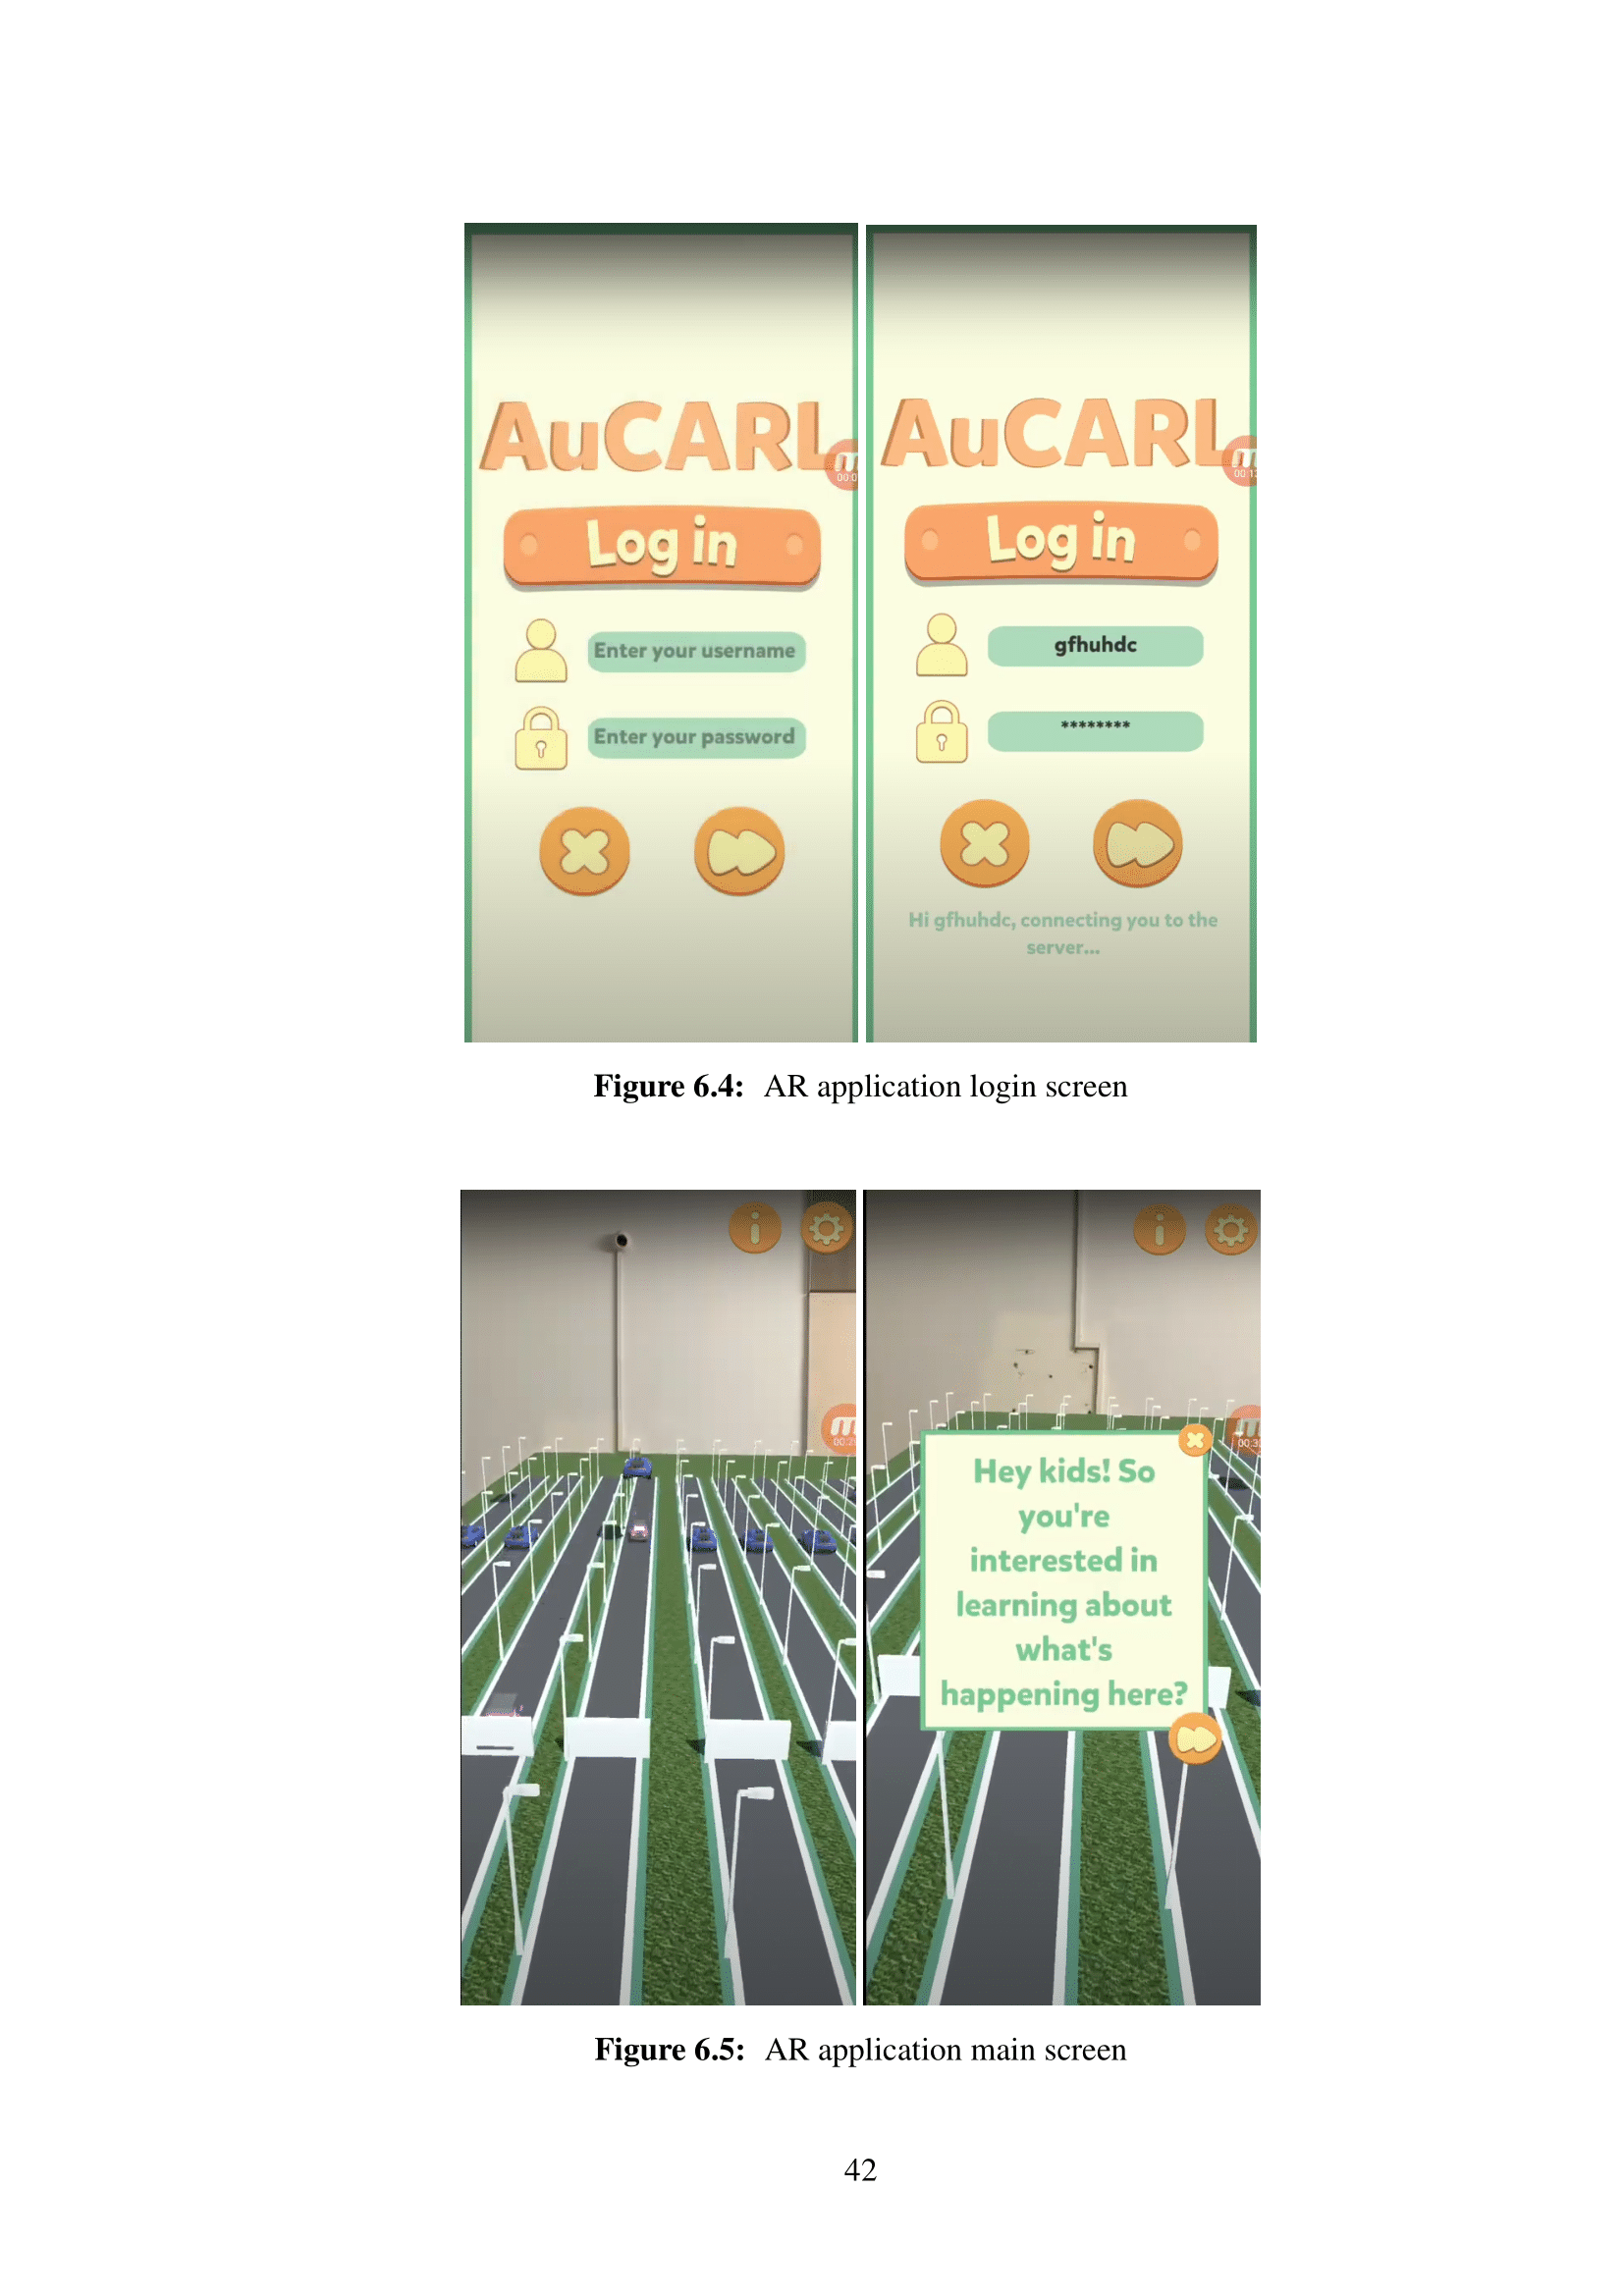 AuCARL
Log in
Enter your username
Enter your password
AuCARL
Log in
gfhuhdc
********
Hi gfhuhdc, connecting you to the
server...
Figure 6.4: AR application login screen
Hey kids! So
you're
interested in
learning about
what's
happening here?
Figure 6.5: AR application main screen
42